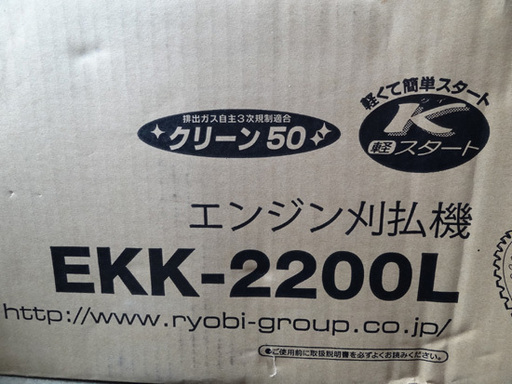 排出ガス自主3次規制適合
クリーン50
軽くて簡単スタート
K
軽スタート
エンジン刈払機
EKK-2200L
http://www.ryobi-group.co.jp/
●ご使用前に取扱説明書を必ずよくお読みください。